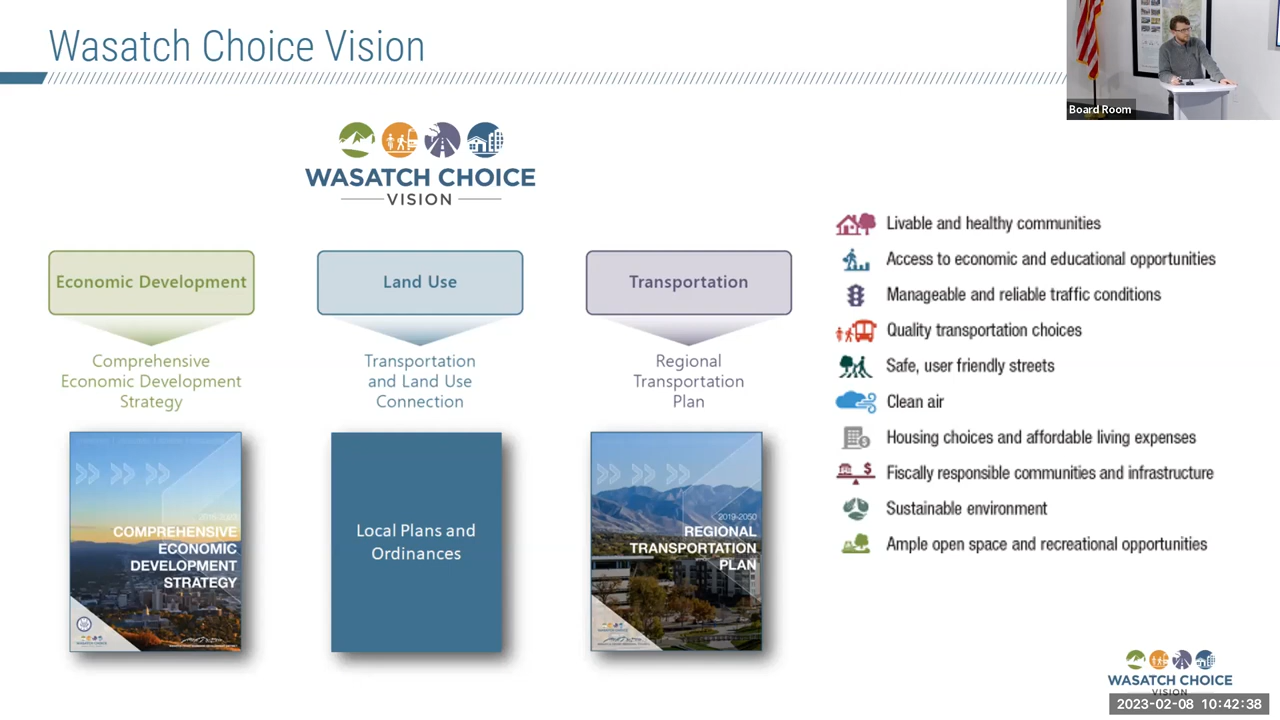 Wasatch Choice Vision
Board Room
WASATCH CHOICE
VISION
Economic Development
Land Use
Transportation
Comprehensive
Economic Development
Strategy
Transportation
and Land Use
Connection
Regional
Transportation
Plan
COMPREHENSIVE
ECONOMIC
DEVELOPMENT
STRATEGY
Local Plans and
Ordinances
2019-2050
REGIONAL
TRANSPORTATION
PLAN
Livable and healthy communities
Access to economic and educational opportunities
Manageable and reliable traffic conditions
Quality transportation choices
Safe, user friendly streets
Clean air
Housing choices and affordable living expenses
Fiscally responsible communities and infrastructure
Sustainable environment
Ample open space and recreational opportunities
WASATCH CHOICE
VISION
2023-02-08 10:42:38